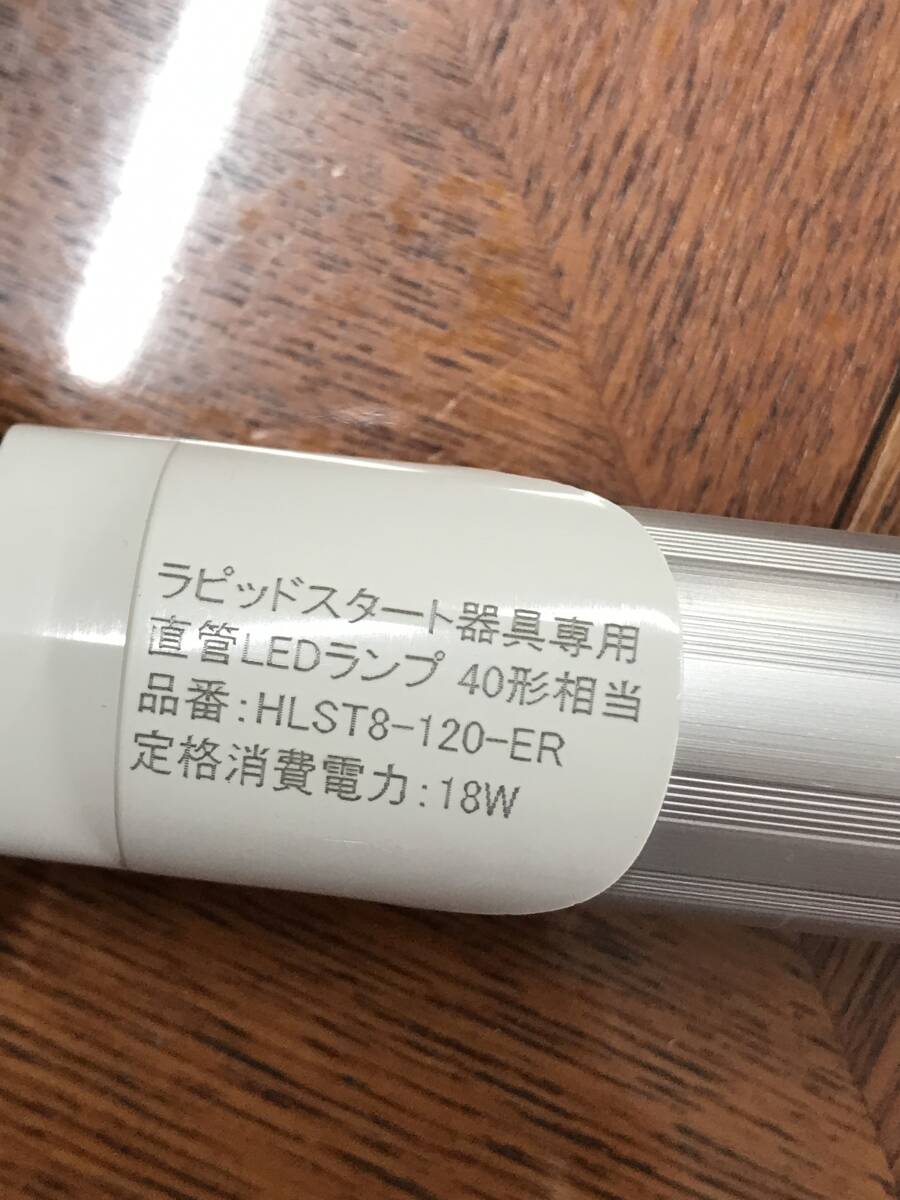 ラピッドスタート器具専用
直管LEDランプ 40形相当
品番:HLST8-120-ER
定格消費電力:18W